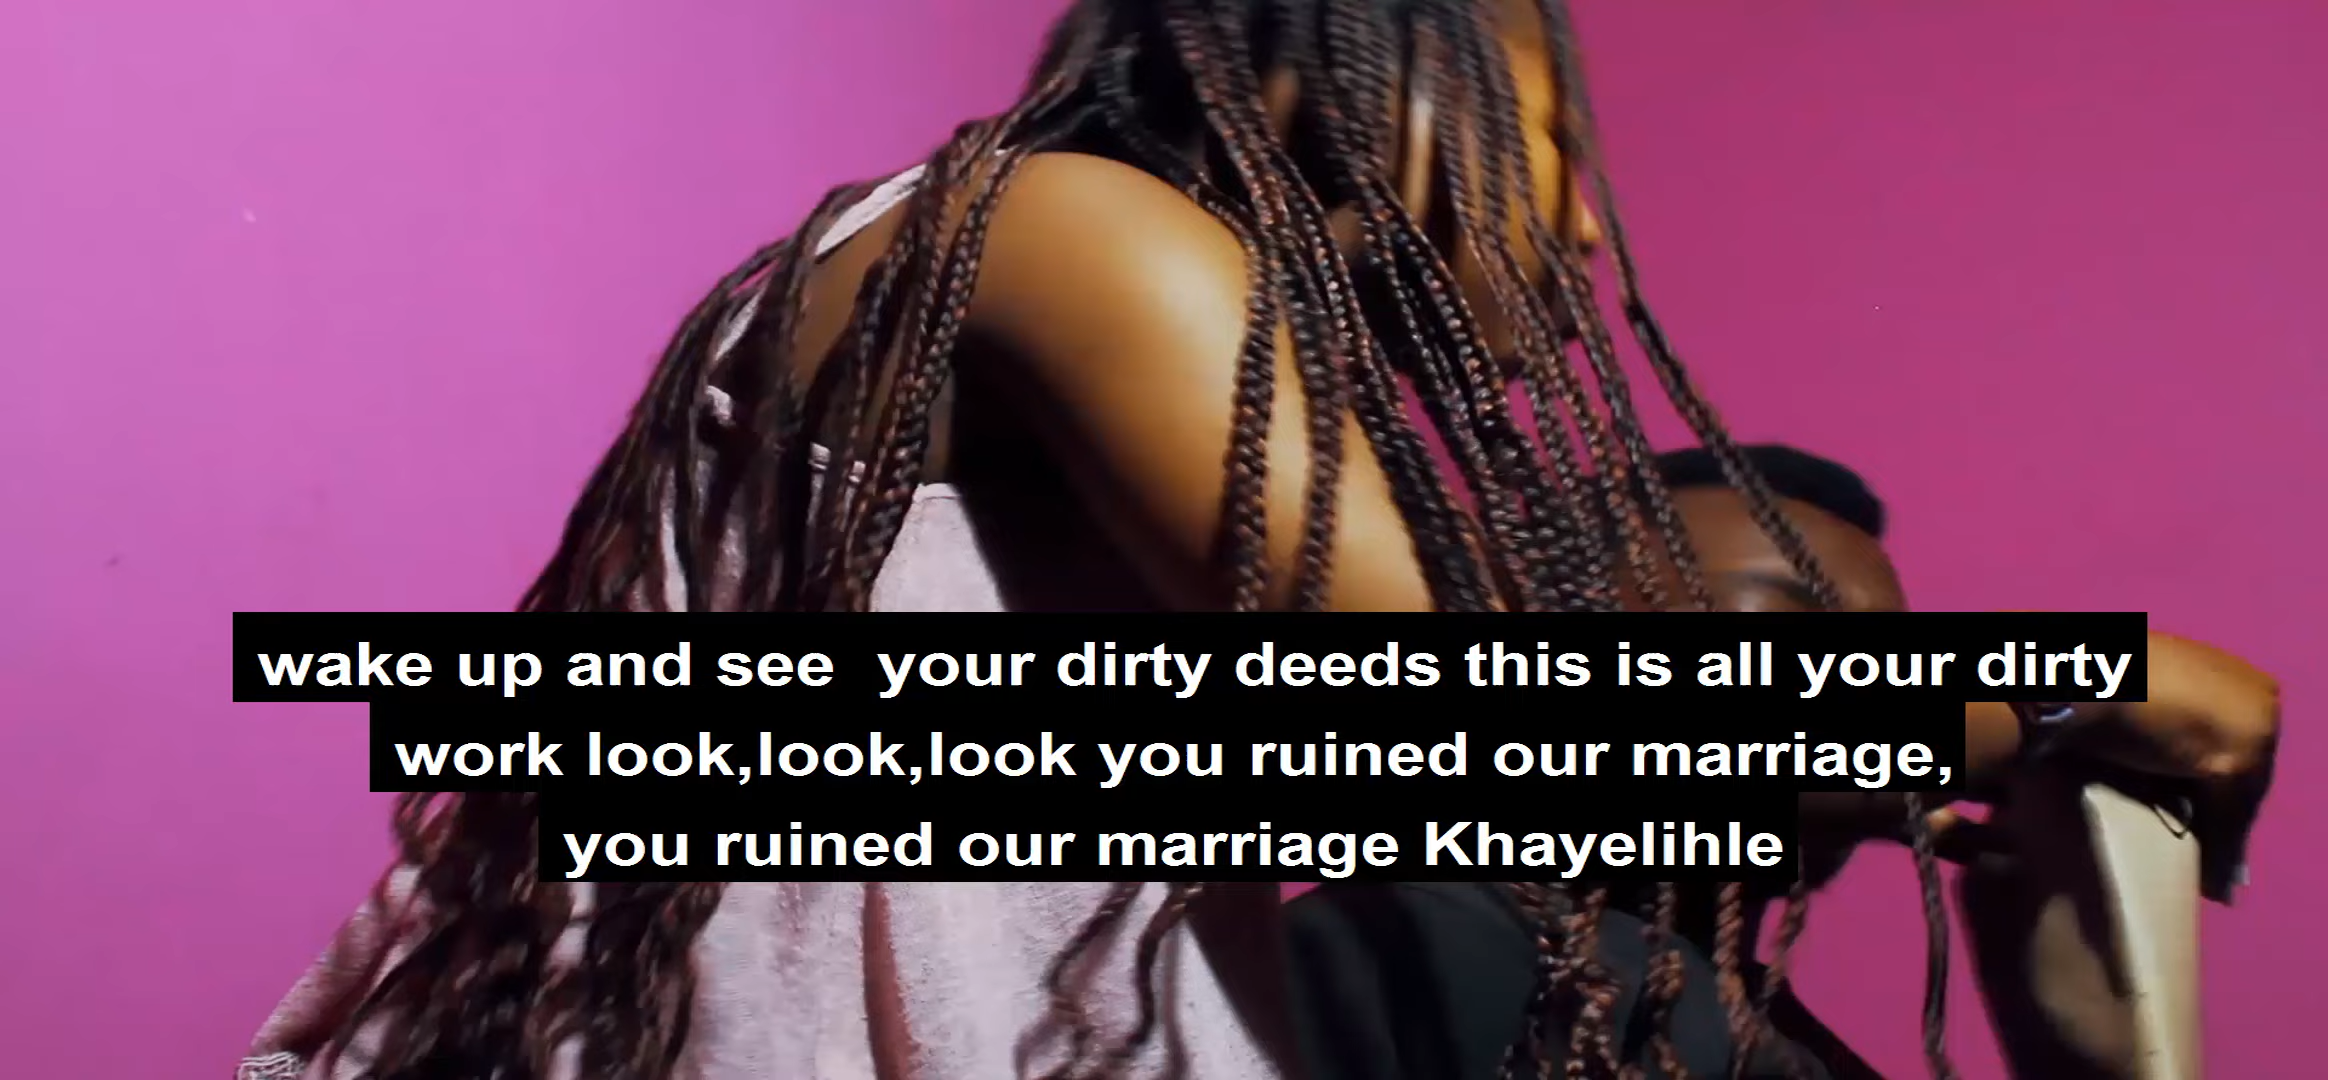 wake up and see  your dirty deeds this is all your dirty
work look,look,look you ruined our marriage,
you ruined our marriage Khayelihle